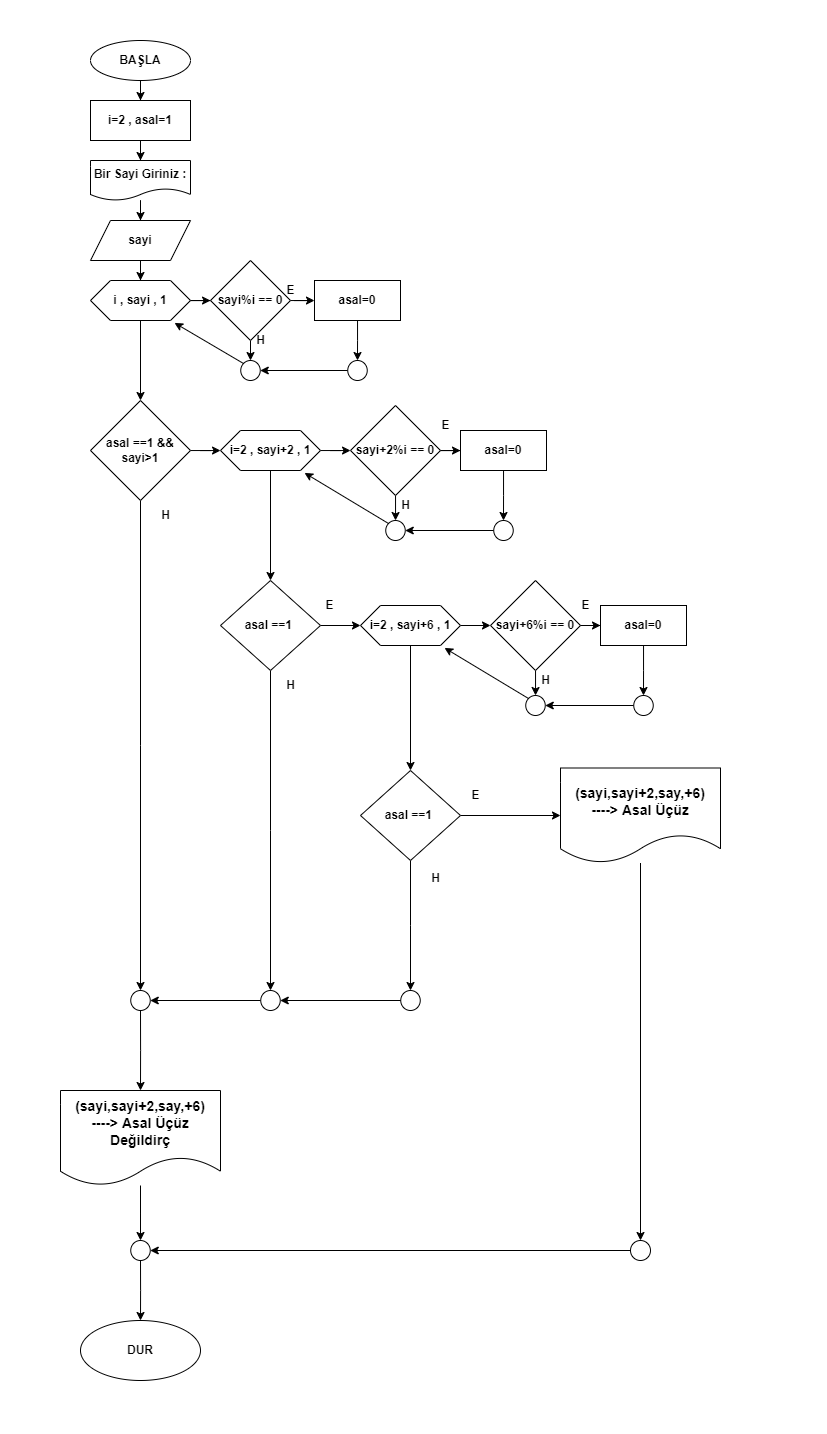 BAŞLA
i=2 , asal=1
Bir Sayi Giriniz :
sayi
i , sayi , 1
sayi%i == 0
E
asal=0
H
asal ==1 &&
sayi>1
i=2 , sayi+2 , 1
sayi+2%i == 0
E
asal=0
H
H
asal ==1
E
i=2 , sayi+6 , 1
sayi+6%i == 0
E
asal=0
H
H
asal ==1
E
(sayi,sayi+2,say,+6)
----> Asal Üçüz
H
(sayi,sayi+2,say,+6)
----> Asal Üçüz
Değildirç
DUR